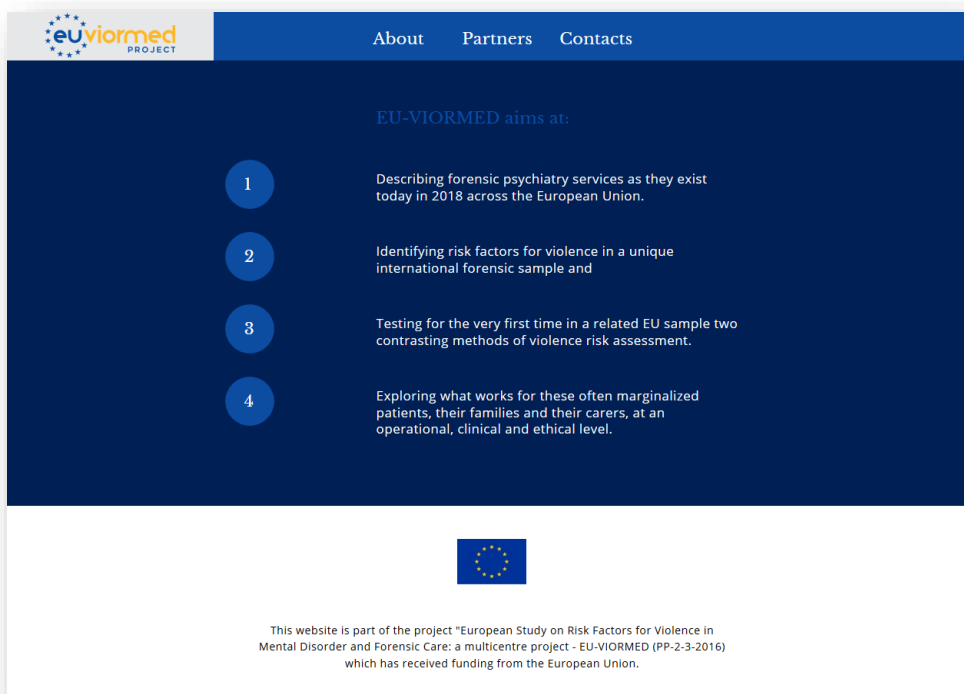 euviormed
PROJECT
About Partners Contacts
EU-VIORMED aims at:
1
Describing forensic psychiatry services as they exist
today in 2018 across the European Union.
2
Identifying risk factors for violence in a unique
international forensic sample and
3
Testing for the very first time in a related EU sample two
contrasting methods of violence risk assessment.
4
Exploring what works for these often marginalized
patients, their families and their carers, at an
operational, clinical and ethical level.
This website is part of the project "European Study on Risk Factors for Violence in
Mental Disorder and Forensic Care: a multicentre project - EU-VIORMED (PP-2-3-2016)
which has received funding from the European Union.